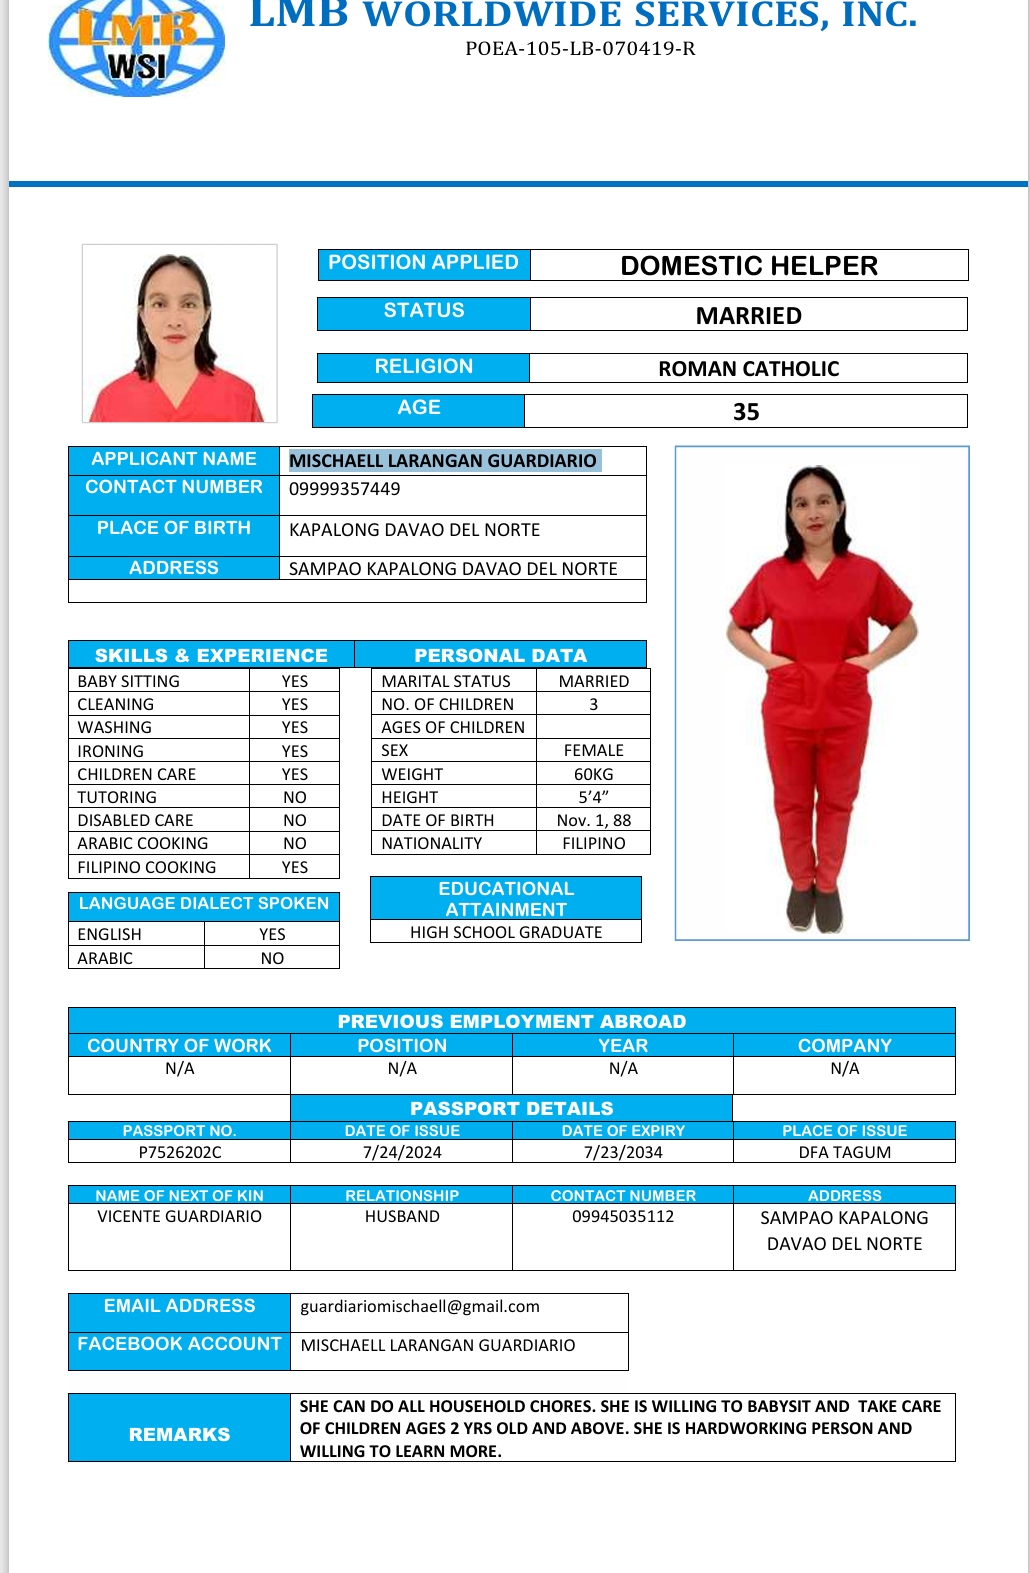 LMB WORLDWIDE SERVICES, INC.
POEA-105-LB-070419-R
LMB
WSI
POSITION APPLIED DOMESTIC HELPER
STATUS MARRIED
RELIGION ROMAN CATHOLIC
AGE 35
APPLICANT NAME MISCHAELL LARANGAN GUARDIARIO
CONTACT NUMBER 09999357449
PLACE OF BIRTH KAPALONG DAVAO DEL NORTE
ADDRESS SAMPAO KAPALONG DAVAO DEL NORTE
SKILLS & EXPERIENCE
BABY SITTING YES
CLEANING YES
WASHING YES
IRONING YES
CHILDREN CARE YES
TUTORING NO
DISABLED CARE NO
ARABIC COOKING NO
FILIPINO COOKING YES
LANGUAGE DIALECT SPOKEN
ENGLISH YES
ARABIC NO
PERSONAL DATA
MARITAL STATUS MARRIED
NO. OF CHILDREN 3
AGES OF CHILDREN
SEX FEMALE
WEIGHT 60KG
HEIGHT 5’4”
DATE OF BIRTH Nov. 1, 88
NATIONALITY FILIPINO
EDUCATIONAL
ATTAINMENT
HIGH SCHOOL GRADUATE
PREVIOUS EMPLOYMENT ABROAD
COUNTRY OF WORK POSITION YEAR COMPANY
N/A N/A N/A N/A
PASSPORT DETAILS
PASSPORT NO. DATE OF ISSUE DATE OF EXPIRY PLACE OF ISSUE
P7526202C 7/24/2024 7/23/2034 DFA TAGUM
NAME OF NEXT OF KIN RELATIONSHIP CONTACT NUMBER ADDRESS
VICENTE GUARDIARIO HUSBAND 09945035112 SAMPAO KAPALONG
DAVAO DEL NORTE
EMAIL ADDRESS guardiariomischaell@gmail.com
FACEBOOK ACCOUNT MISCHAELL LARANGAN GUARDIARIO
REMARKS
SHE CAN DO ALL HOUSEHOLD CHORES. SHE IS WILLING TO BABYSIT AND TAKE CARE
OF CHILDREN AGES 2 YRS OLD AND ABOVE. SHE IS HARDWORKING PERSON AND
WILLING TO LEARN MORE.